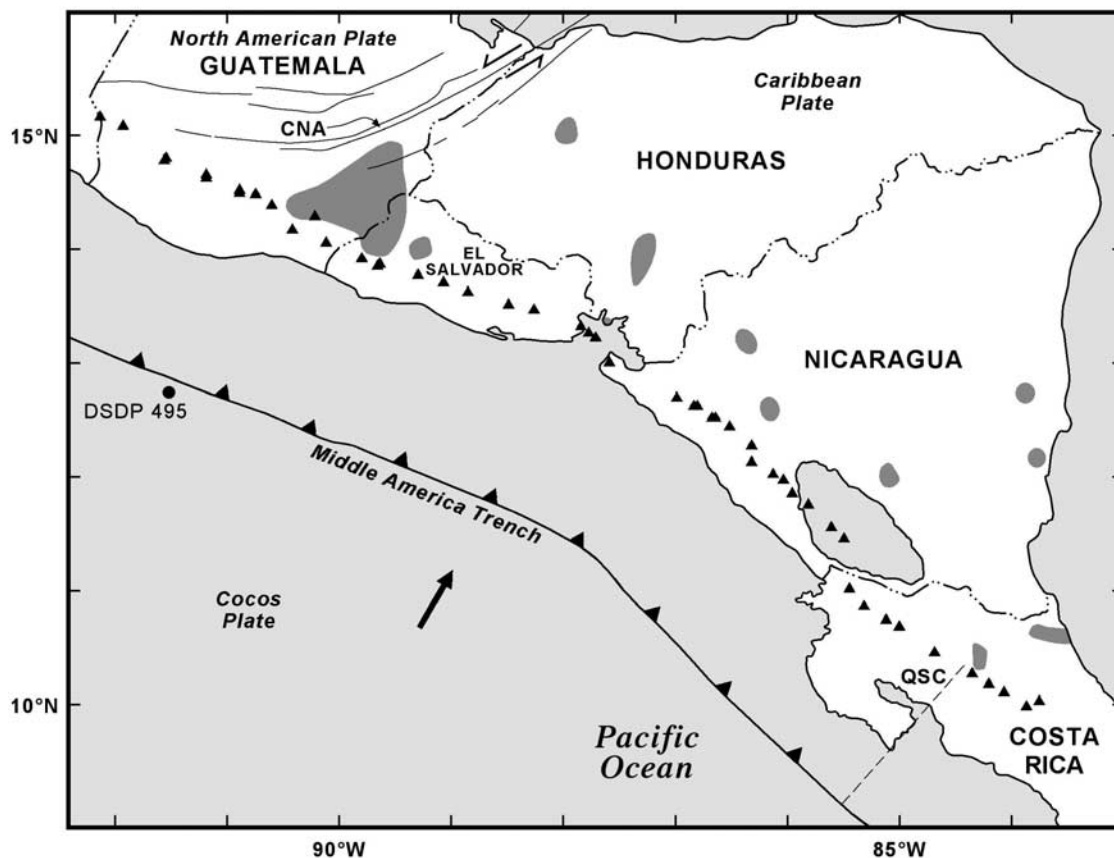 North American Plate
GUATEMALA
Caribbean
Plate
15°N
CNA
HONDURAS
EL
SALVADOR
NICARAGUA
DSDP 495
Middle America Trench
Cocos
Plate
QSC
10°N
Pacific
Ocean
COSTA
RICA
90°W
85°W